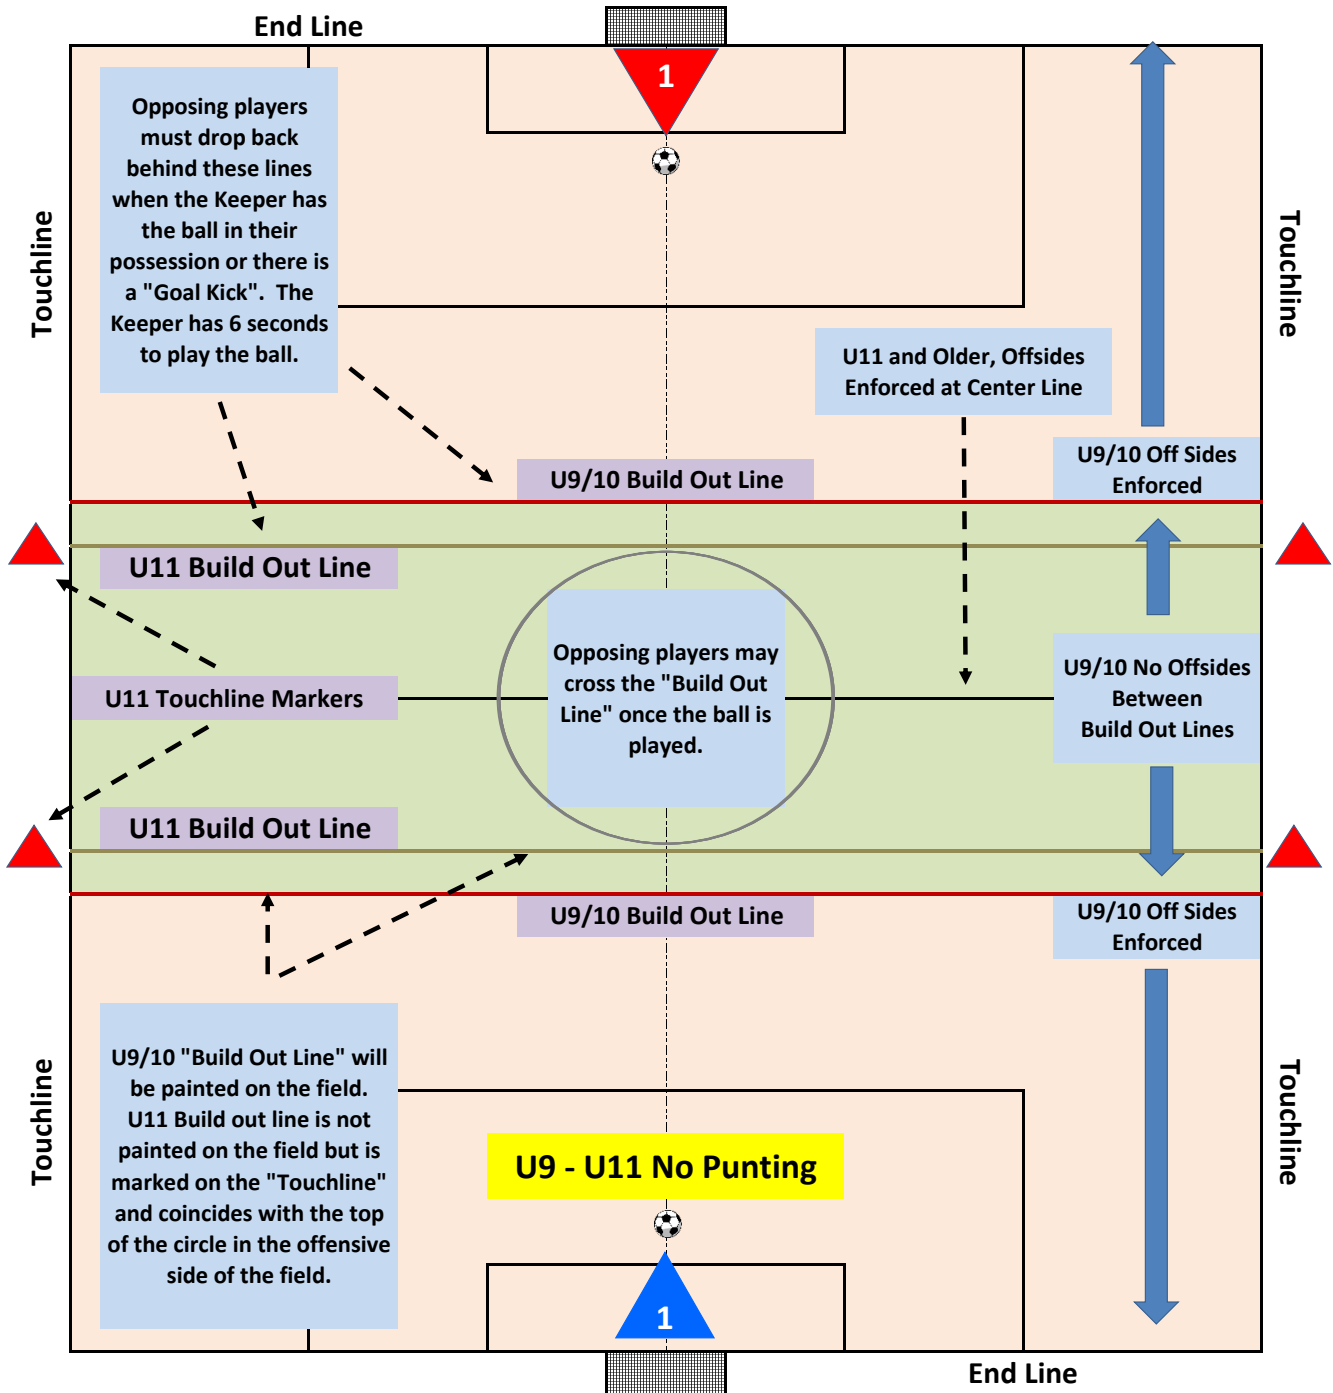 End Line
1
Opposing players
must drop back
behind these lines
when the Keeper has
the ball in their
possession or there is
a "Goal Kick".  The
Keeper has 6 seconds
to play the ball.
Touchline
Touchline
U11 and Older, Offsides
Enforced at Center Line
U9/10 Off Sides
Enforced
U9/10 Build Out Line
U11 Build Out Line
Opposing players may
cross the "Build Out
Line" once the ball is
played.
U9/10 No Offsides
Between
Build Out Lines
U11 Touchline Markers
U11 Build Out Line
U9/10 Build Out Line
U9/10 Off Sides
Enforced
U9/10 "Build Out Line" will
be painted on the field.
U11 Build out line is not
painted on the field but is
marked on the "Touchline"
and coincides with the top
of the circle in the offensive
side of the field.
Touchline
Touchline
U9 - U11 No Punting
1
End Line